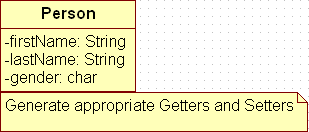 Person
-firstName: String
-lastName: String
-gender: char
Generate appropriate Getters and Setters